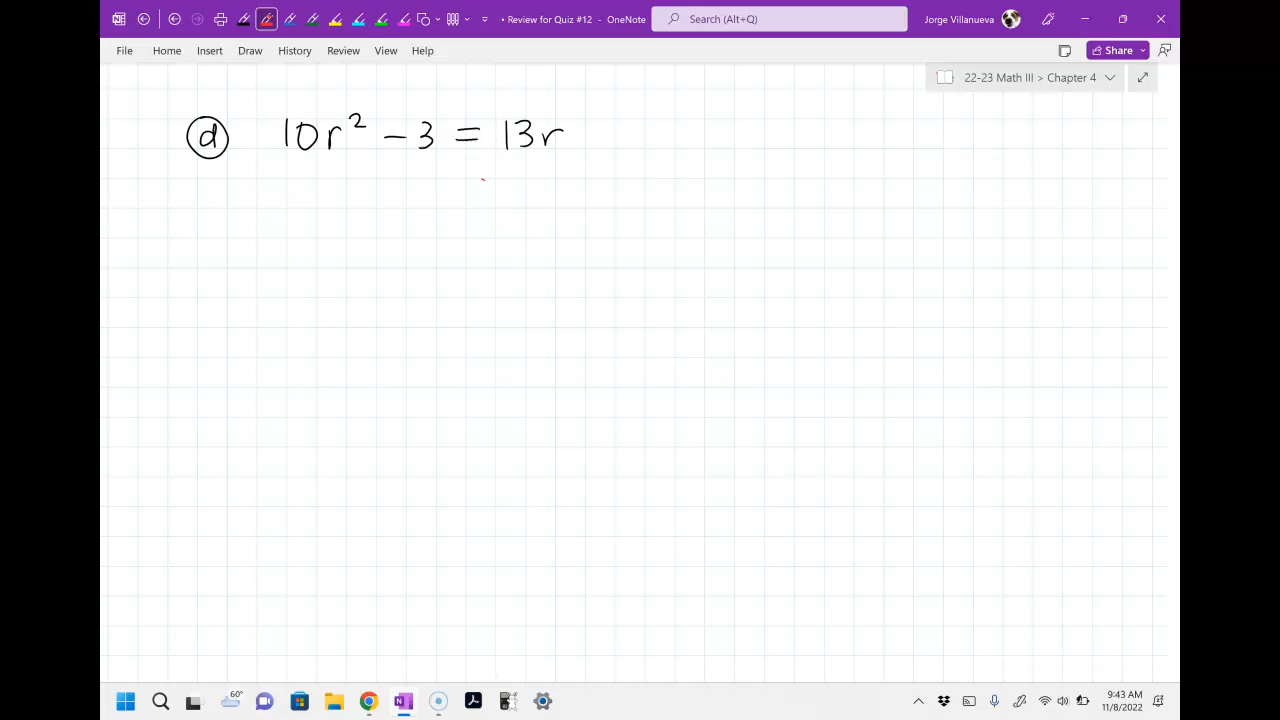 • Review for Quiz #12 - OneNote
Search (Alt+Q)
Jorge Villanueva
File Home Insert Draw History Review View Help
Share
22-23 Math III > Chapter 4
ⓓ 10r² - 3 = 13r
60°
9:43 AM
11/8/2022